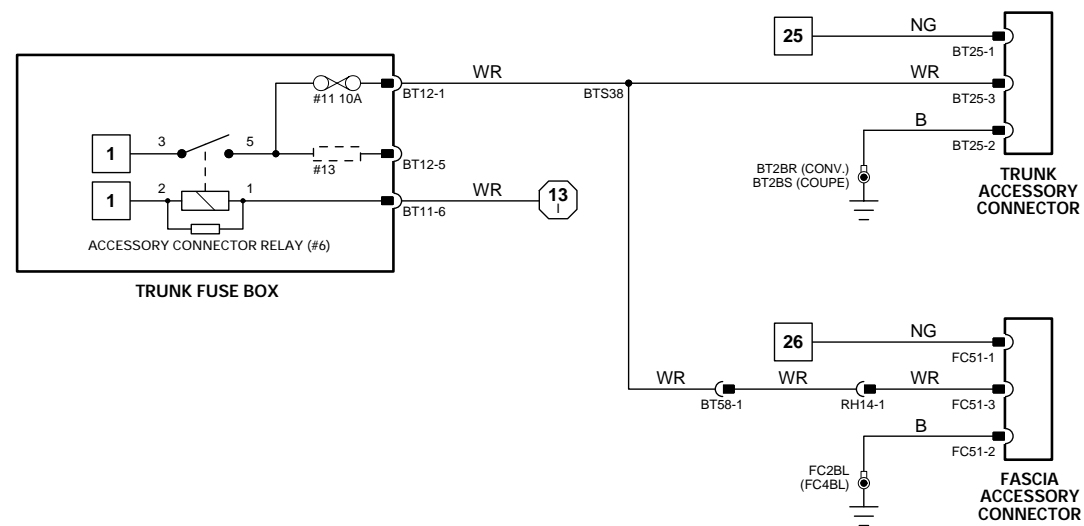 25
NG
BT25-1
WR
BTS38
WR
BT25-3
B
BT25-2
BT2BR (CONV.)
BT2BS (COUPE)
TRUNK
ACCESSORY
CONNECTOR
#11 10A
BT12-1
1
3
5
#13
BT12-5
1
2
1
WR
BT11-6
13
I
ACCESSORY CONNECTOR RELAY (#6)
TRUNK FUSE BOX
26
NG
FC51-1
WR
BT58-1
WR
RH14-1
WR
FC51-3
B
FC51-2
FC2BL
(FC4BL)
FASCIA
ACCESSORY
CONNECTOR